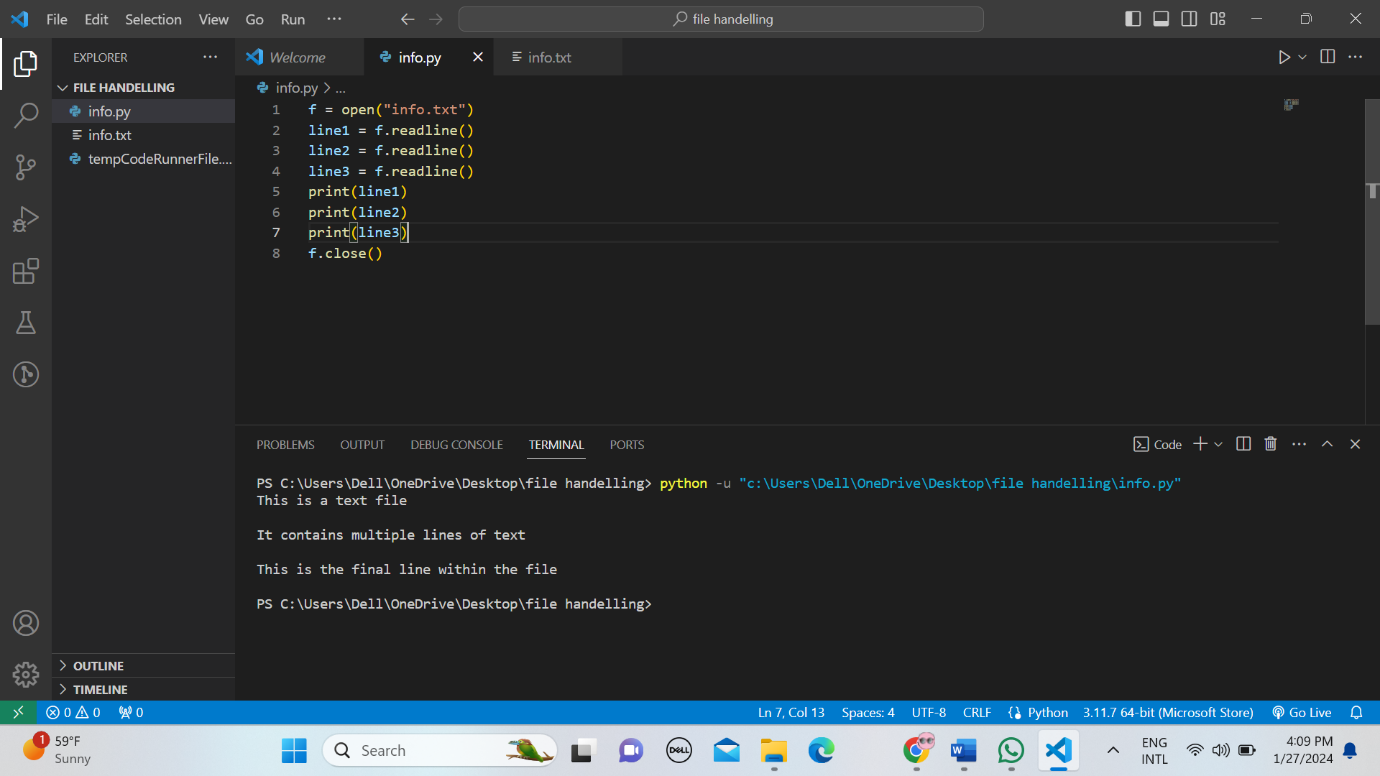 File Edit Selection View Go Run ··· file handelling
EXPLORER ···
Welcome info.py info.txt
FILE HANDELLING
info.py
info.txt
tempCodeRunnerFile....
info.py > ...
1 f = open("info.txt")
2 line1 = f.readline()
3 line2 = f.readline()
4 line3 = f.readline()
5 print(line1)
6 print(line2)
7 print(line3)
8 f.close()
PROBLEMS OUTPUT DEBUG CONSOLE TERMINAL PORTS Code
PS C:\Users\Dell\OneDrive\Desktop\file handelling> python -u "c:\Users\Dell\OneDrive\Desktop\file handelling\info.py"
This is a text file
It contains multiple lines of text
This is the final line within the file
PS C:\Users\Dell\OneDrive\Desktop\file handelling>
OUTLINE
TIMELINE
0 0 0 Ln 7, Col 13 Spaces: 4 UTF-8 CRLF Python 3.11.7 64-bit (Microsoft Store) Go Live
1 59°F
Sunny
Search
DELL
ENG
INTL
4:09 PM
1/27/2024